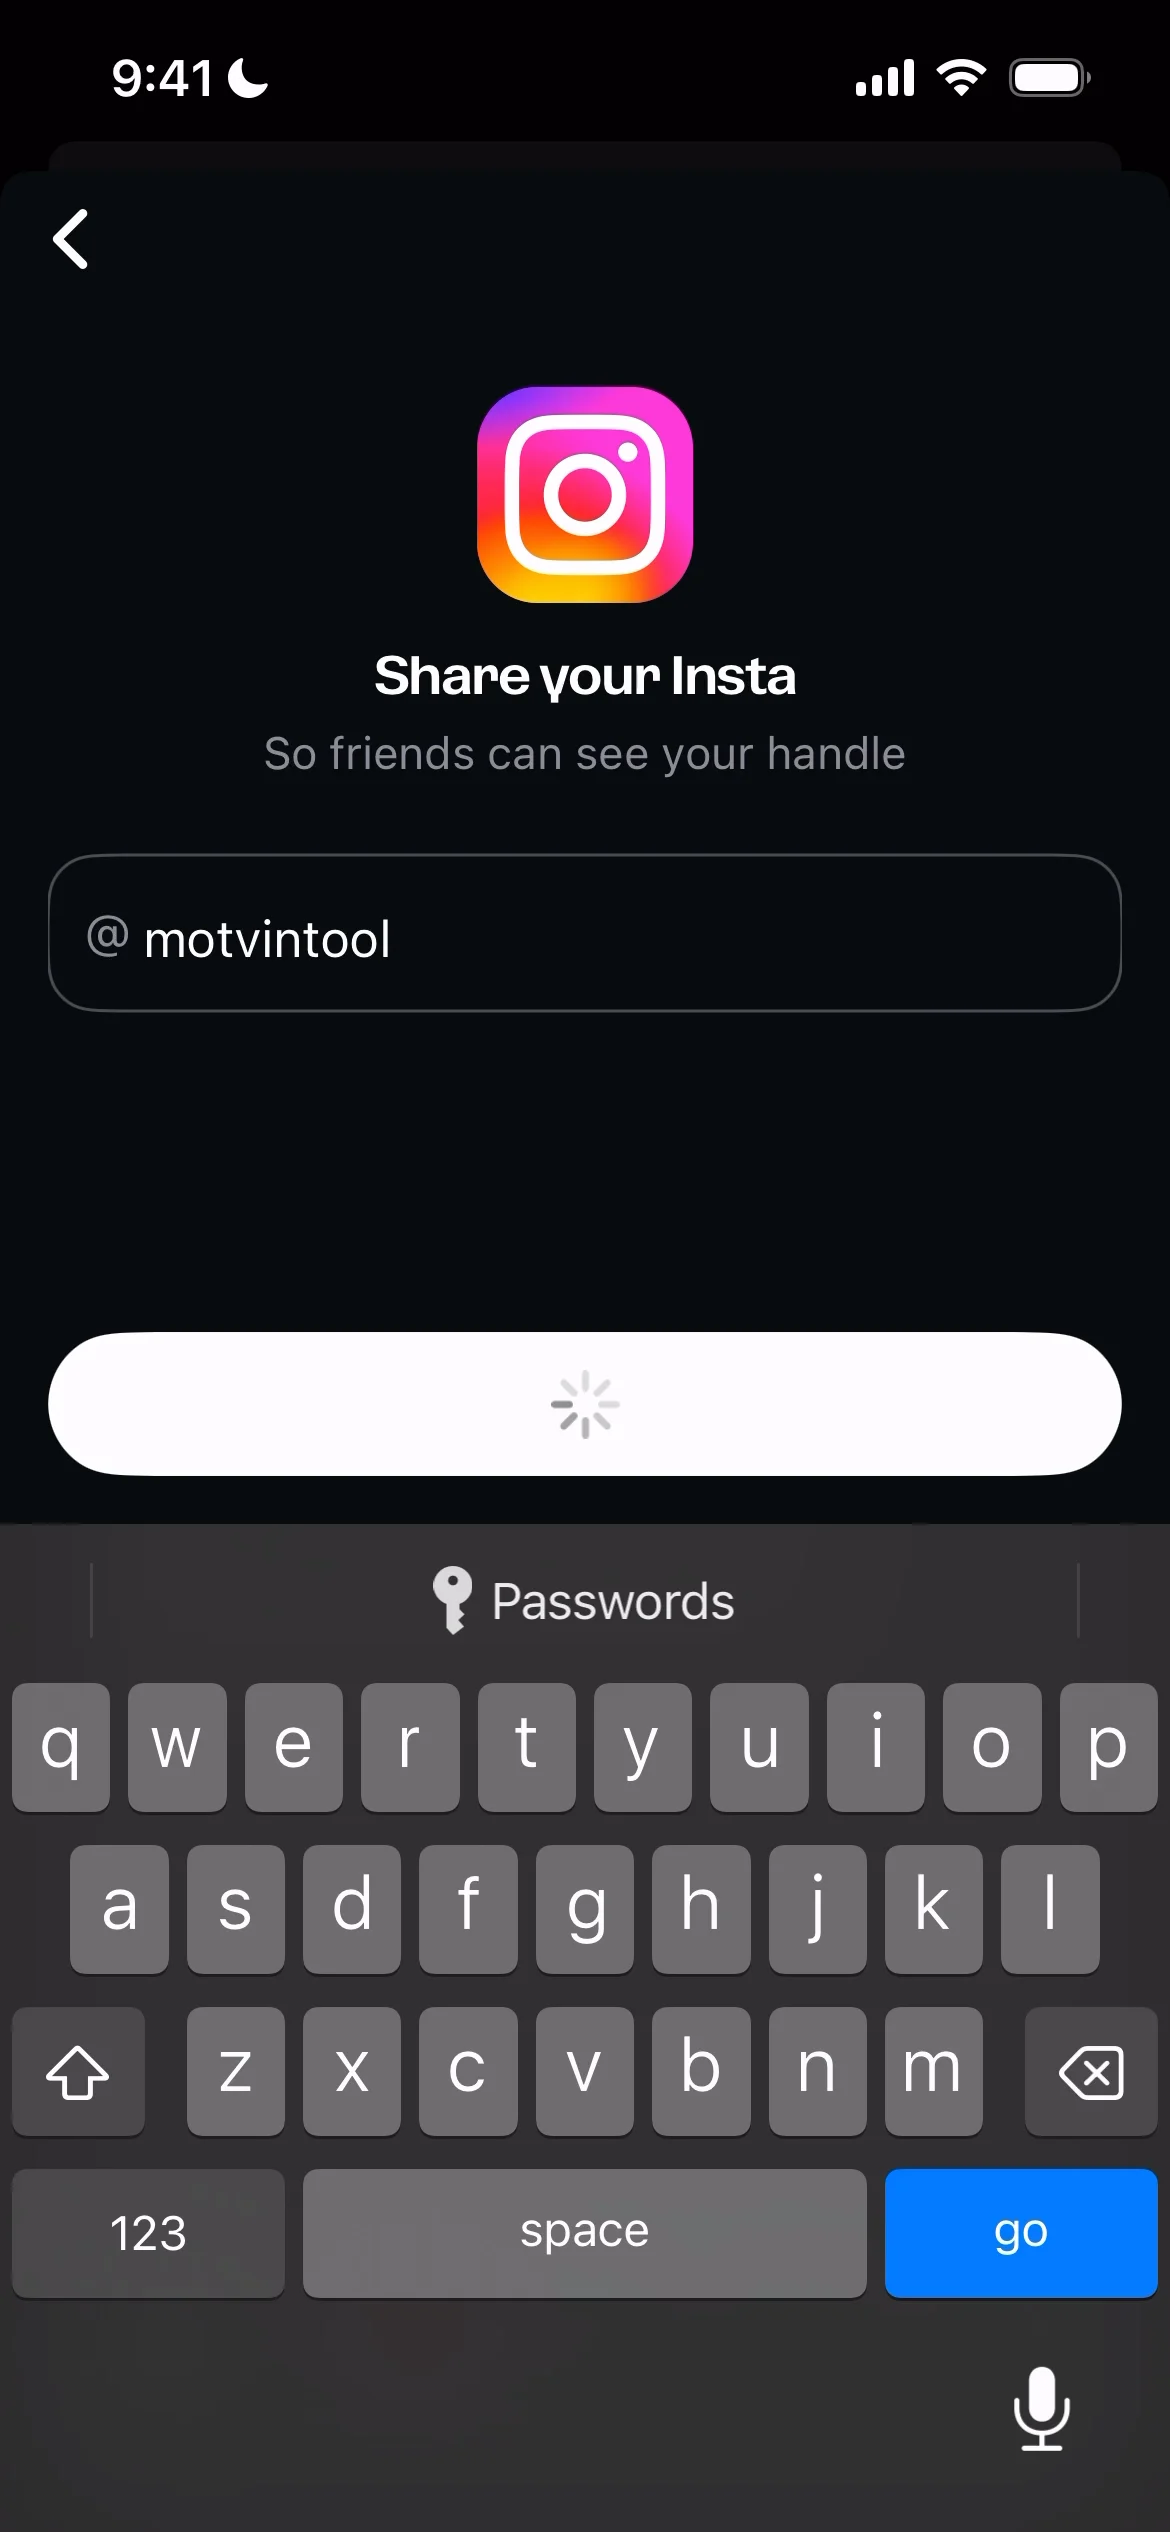 9:41
Share your Insta
So friends can see your handle
@ motvintool
Passwords
q w e r t y u i o p
a s d f g h j k l
z x c v b n m
123 space go